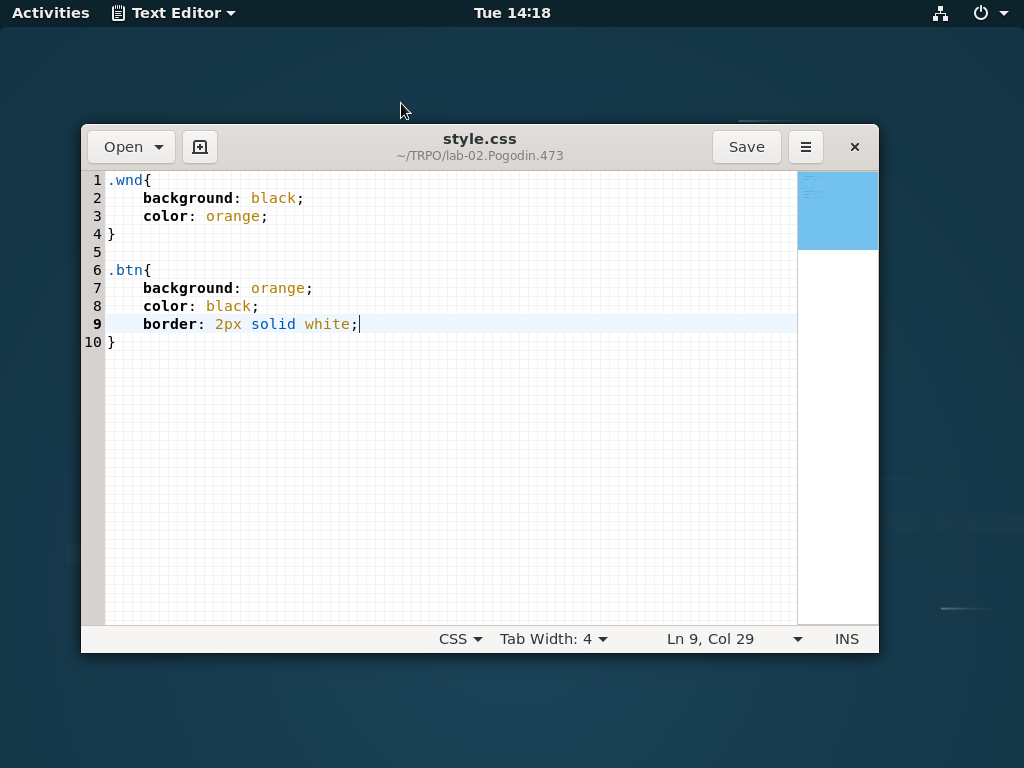 Activities Text Editor Tue 14:18
Open style.css Save
~/TRPO/lab-02.Pogodin.473
1 .wnd{
2     background: black;
3     color: orange;
4 }
5
6 .btn{
7     background: orange;
8     color: black;
9     border: 2px solid white;
10 }
CSS Tab Width: 4 Ln 9, Col 29 INS